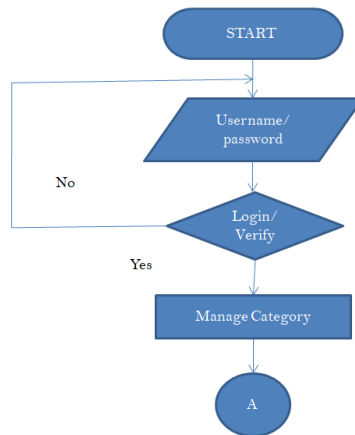 START
Username/
password
No
Login/
Verify
Yes
Manage Category
A